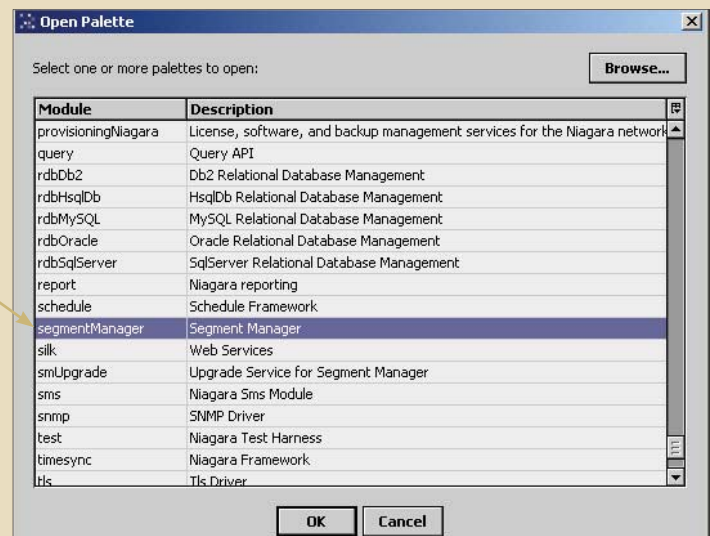 Open Palette
Select one or more palettes to open:
Browse...
Module Description
provisioningNiagara License, software, and backup management services for the Niagara network
query Query API
rdbDb2 Db2 Relational Database Management
rdbHsqlDb HsqlDb Relational Database Management
rdbMySQL MySQL Relational Database Management
rdbOracle Oracle Relational Database Management
rdbSqlServer SqlServer Relational Database Management
report Niagara reporting
schedule Schedule Framework
segmentManager Segment Manager
silk Web Services
smUpgrade Upgrade Service for Segment Manager
sms Niagara Sms Module
snmp SNMP Driver
test Niagara Test Harness
timesync Niagara Framework
tls Tls Driver
OK Cancel